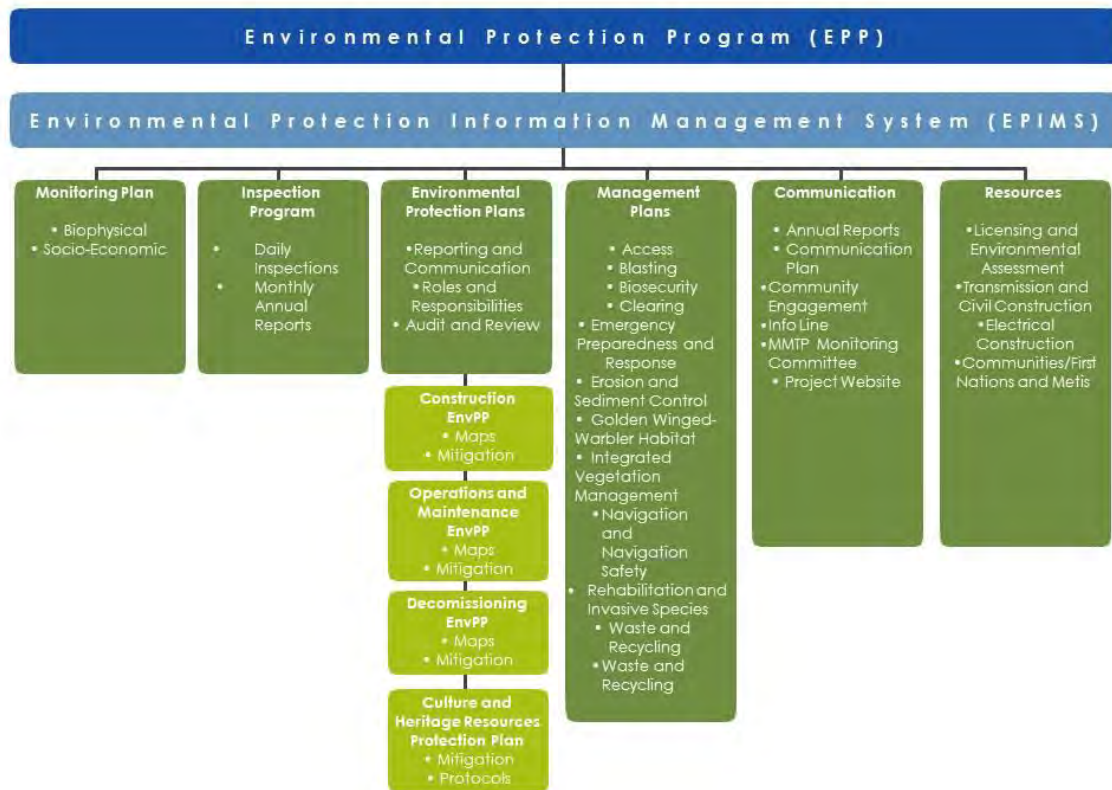 Environmental Protection Program (EPP)
Environmental Protection Information Management System (EPIMS)
Monitoring Plan
• Biophysical
• Socio-Economic
Inspection
Program
• Daily
Inspections
• Monthly
Annual
Reports
Environmental
Protection Plans
•Reporting and
Communication
•Roles and
Responsibilities
• Audit and Review
Construction
EnvPP
• Maps
• Mitigation
Operations and
Maintenance
EnvPP
• Maps
• Mitigation
Decomissioning
EnvPP
• Maps
• Mitigation
Culture and
Heritage Resources
Protection Plan
• Mitigation
• Protocols
Management
Plans
• Access
• Blasting
• Biosecurity
• Clearing
• Emergency
Preparedness and
Response
• Erosion and
Sediment Control
• Golden Winged-
Warbler Habitat
• Integrated
Vegetation
Management
•Navigation
and
Navigation
Safety
• Rehabilitation and
Invasive Species
• Waste and
Recycling
• Waste and
Recycling
Communication
• Annual Reports
• Communication
Plan
•Community
Engagement
•Info Line
•MMTP Monitoring
Committee
• Project Website
Resources
•Licensing and
Environmental
Assessment
•Transmission and
Civil Construction
•Electrical
Construction
•Communities/First
Nations and Metis